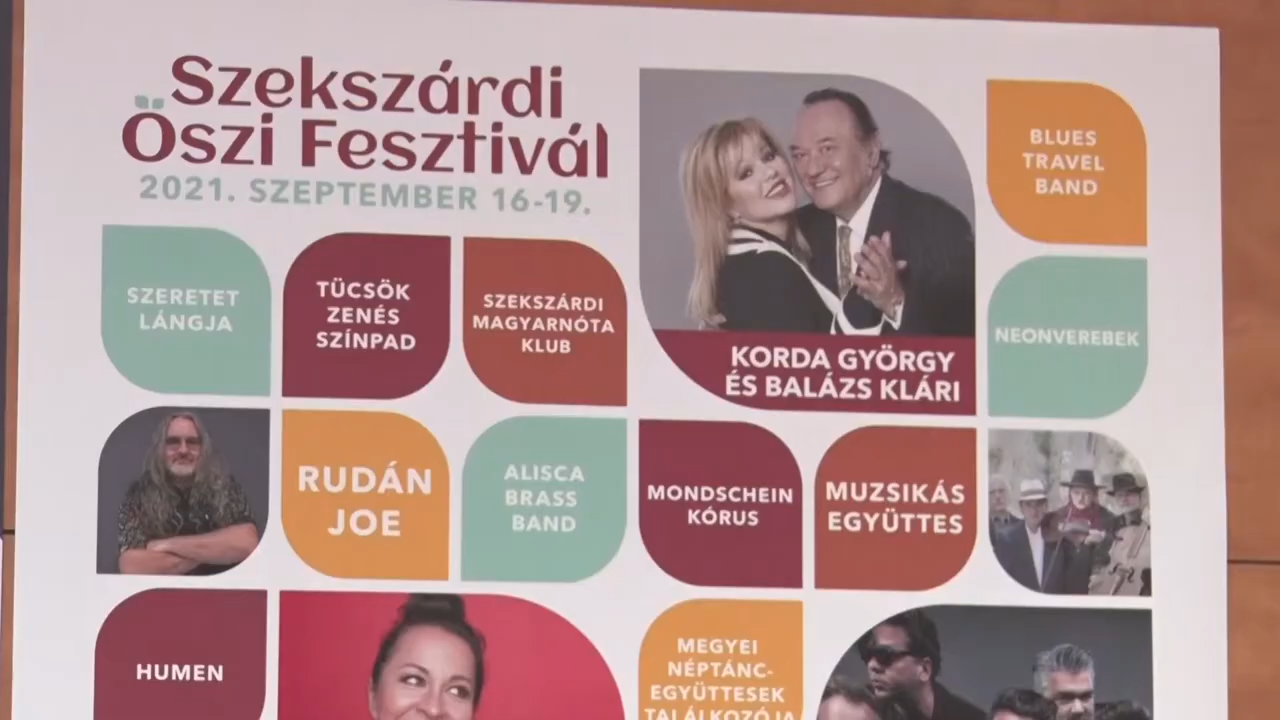 Szekszárdi
Őszi Fesztivál
2021. SZEPTEMBER 16-19.
KORDA GYÖRGY
ÉS BALÁZS KLÁRI
BLUES
TRAVEL
BAND
SZERETET
LÁNGJA
TÜCSÖK
ZENÉS
SZÍNPAD
SZEKSZÁRDI
MAGYARNÓTA
KLUB
NEONVEREBEK
RUDÁN
JOE
ALISCA
BRASS
BAND
MONDSCHEIN
KÓRUS
MUZSIKÁS
EGYÜTTES
HUMEN
MEGYEI
NÉPTÁNC-
EGYÜTTESEK
TALÁLKOZÓJA